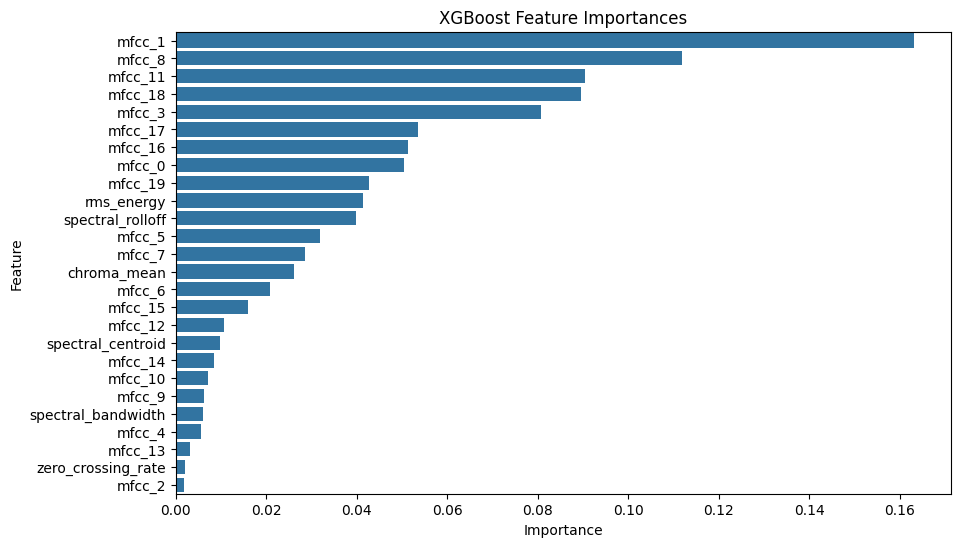 XGBoost Feature Importances
mfcc_1
mfcc_8
mfcc_11
mfcc_18
mfcc_3
mfcc_17
mfcc_16
mfcc_0
mfcc_19
rms_energy
spectral_rolloff
mfcc_5
mfcc_7
chroma_mean
mfcc_6
mfcc_15
mfcc_12
spectral_centroid
mfcc_14
mfcc_10
mfcc_9
spectral_bandwidth
mfcc_4
mfcc_13
zero_crossing_rate
mfcc_2
Feature
0.00 0.02 0.04 0.06 0.08 0.10 0.12 0.14 0.16
Importance